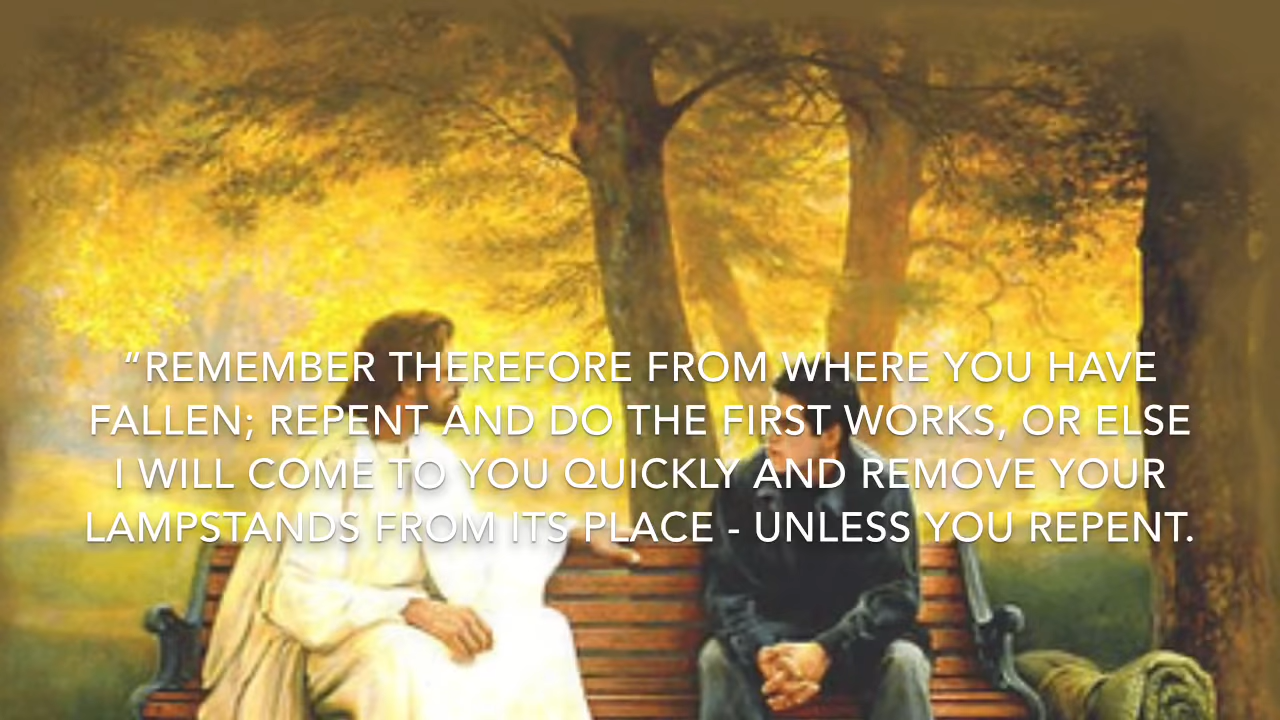 “REMEMBER THEREFORE FROM WHERE YOU HAVE
FALLEN; REPENT AND DO THE FIRST WORKS, OR ELSE
I WILL COME TO YOU QUICKLY AND REMOVE YOUR
LAMPSTANDS FROM ITS PLACE - UNLESS YOU REPENT.